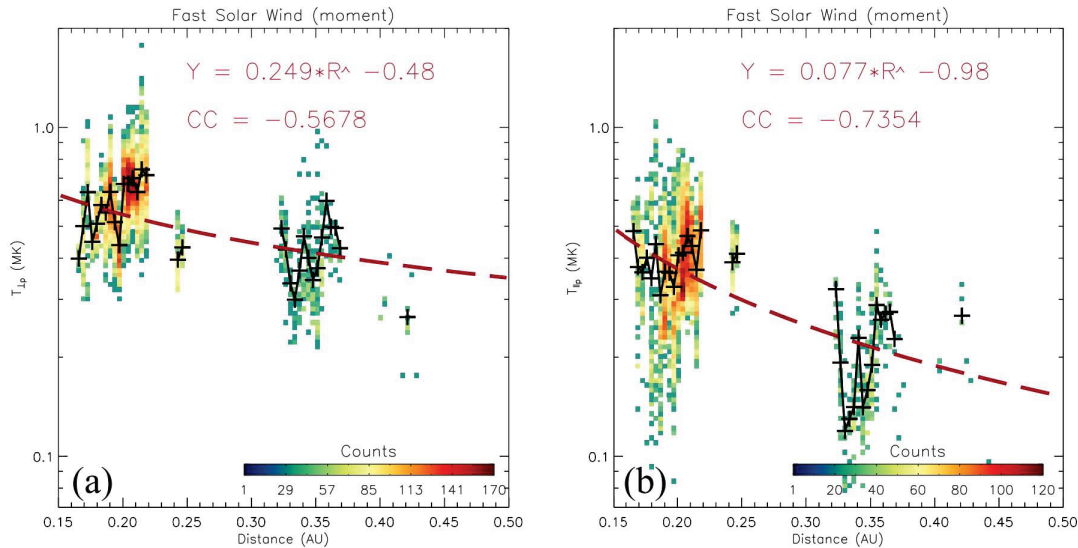 Fast Solar Wind (moment)
Y = 0.249*R^ -0.48
CC = -0.5678
T⊥p (MK)
1.0
0.1
(a)
Counts
1 29 57 85 113 141 170
0.15 0.20 0.25 0.30 0.35 0.40 0.45 0.50
Distance (AU)
Fast Solar Wind (moment)
Y = 0.077*R^ -0.98
CC = -0.7354
T∥p (MK)
1.0
0.1
(b)
Counts
1 20 40 60 80 100 120
0.15 0.20 0.25 0.30 0.35 0.40 0.45 0.50
Distance (AU)